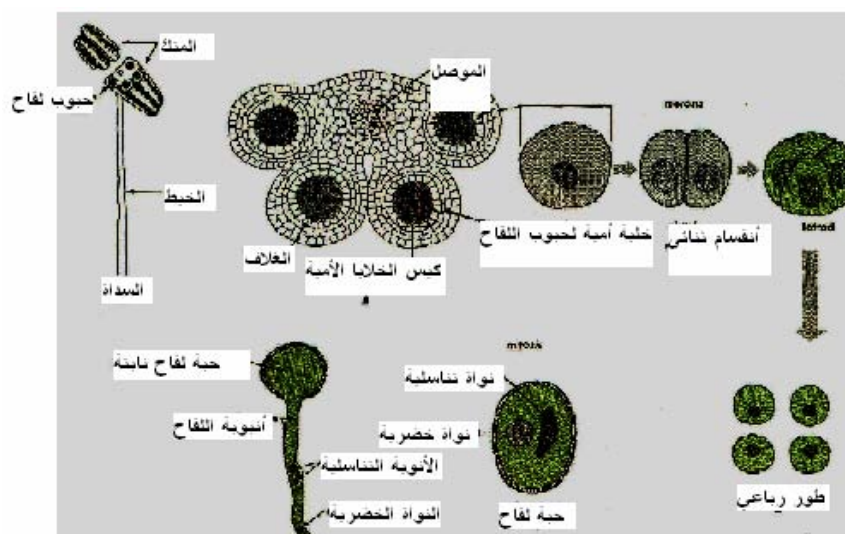 المتك
حبوب لقاح
الموصل
الخيط
السداة
الغلاف
كيس الخلايا الأمية
خلية أمية لحبوب اللقاح
أنقسام ثنائي
meiosis
tetrad
حبة لقاح نابتة
أنبوبة اللقاح
الأنوية التناسلية
النواة الخضرية
mitosis
نواة تناسلية
نواة خضرية
حبة لقاح
طور رباعي